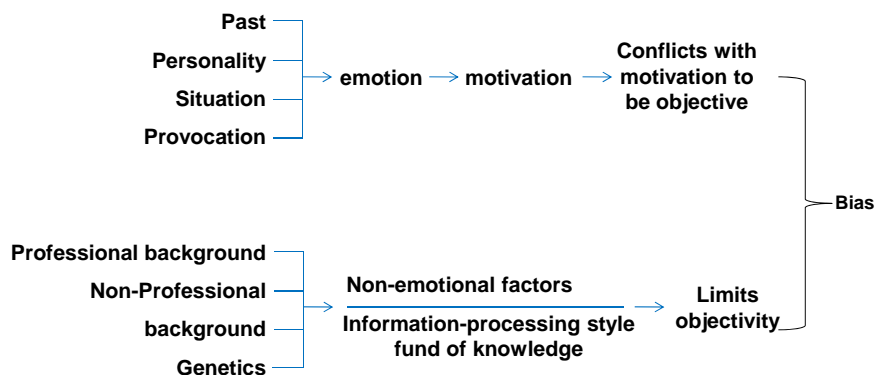 Past
Personality
Situation
Provocation
emotion
motivation
Conflicts with
motivation to
be objective
Bias
Professional background
Non-Professional
background
Genetics
Non-emotional factors
Information-processing style
fund of knowledge
Limits
objectivity